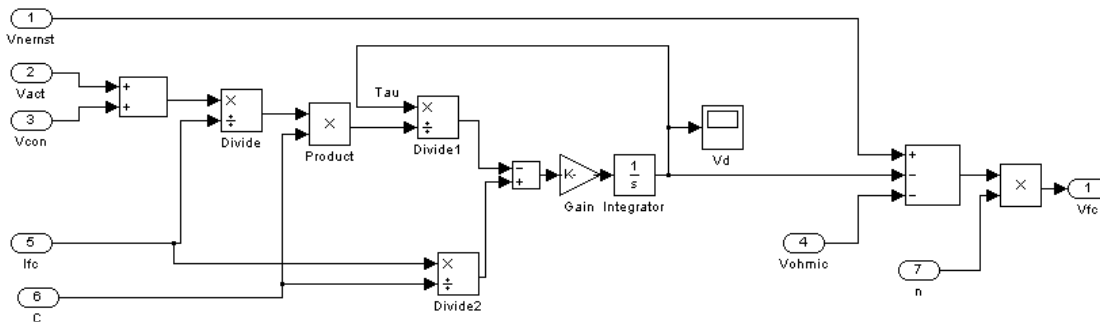 1
Vnernst
2
Vact
3
Vcon
+
+
×
÷
Divide
×
Product
Tau
×
÷
Divide1
−
+
K-
Gain
1
s
Integrator
Vd
5
Ifc
6
C
×
÷
Divide2
+
−
−
4
Vohmic
7
n
×
1
Vfc